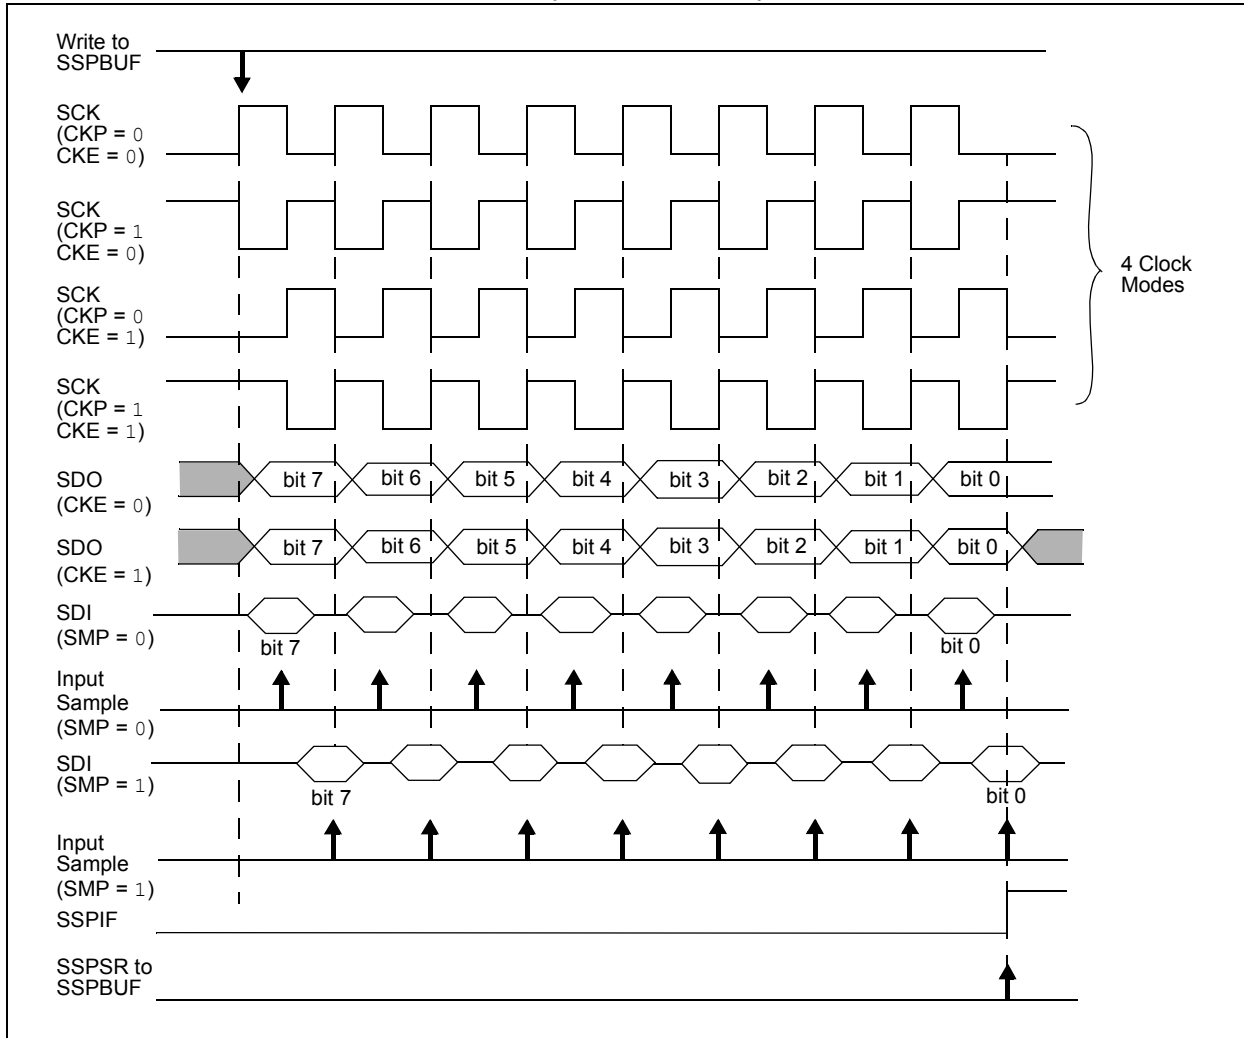 Write to
SSPBUF
SCK
(CKP = 0
CKE = 0)
SCK
(CKP = 1
CKE = 0)
SCK
(CKP = 0
CKE = 1)
SCK
(CKP = 1
CKE = 1)
4 Clock
Modes
SDO
(CKE = 0)
bit 7 bit 6 bit 5 bit 4 bit 3 bit 2 bit 1 bit 0
SDO
(CKE = 1)
bit 7 bit 6 bit 5 bit 4 bit 3 bit 2 bit 1 bit 0
SDI
(SMP = 0)
bit 7 bit 0
Input
Sample
(SMP = 0)
SDI
(SMP = 1)
bit 7 bit 0
Input
Sample
(SMP = 1)
SSPIF
SSPSR to
SSPBUF